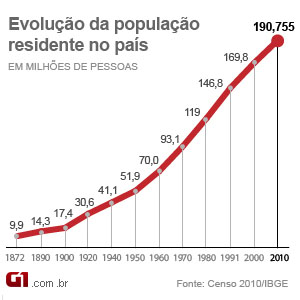 Evolução da população
residente no país
EM MILHÕES DE PESSOAS
190,755
169,8
146,8
119
93,1
70,0
51,9
41,1
30,6
17,4
14,3
9,9
1872 1890 1900 1920 1940 1950 1960 1970 1980 1991 2000 2010
G1.com.br
Fonte: Censo 2010/IBGE